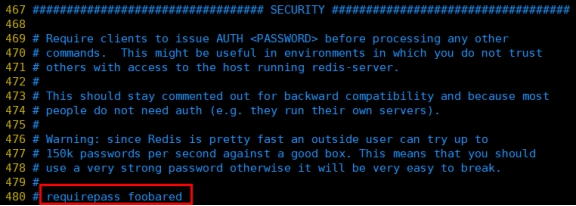 467 ################################## SECURITY ###################################
468
469 # Require clients to issue AUTH <PASSWORD> before processing any other
470 # commands.  This might be useful in environments in which you do not trust
471 # others with access to the host running redis-server.
472 #
473 # This should stay commented out for backward compatibility and because most
474 # people do not need auth (e.g. they run their own servers).
475 #
476 # Warning: since Redis is pretty fast an outside user can try up to
477 # 150k passwords per second against a good box. This means that you should
478 # use a very strong password otherwise it will be very easy to break.
479 #
480 # requirepass foobared